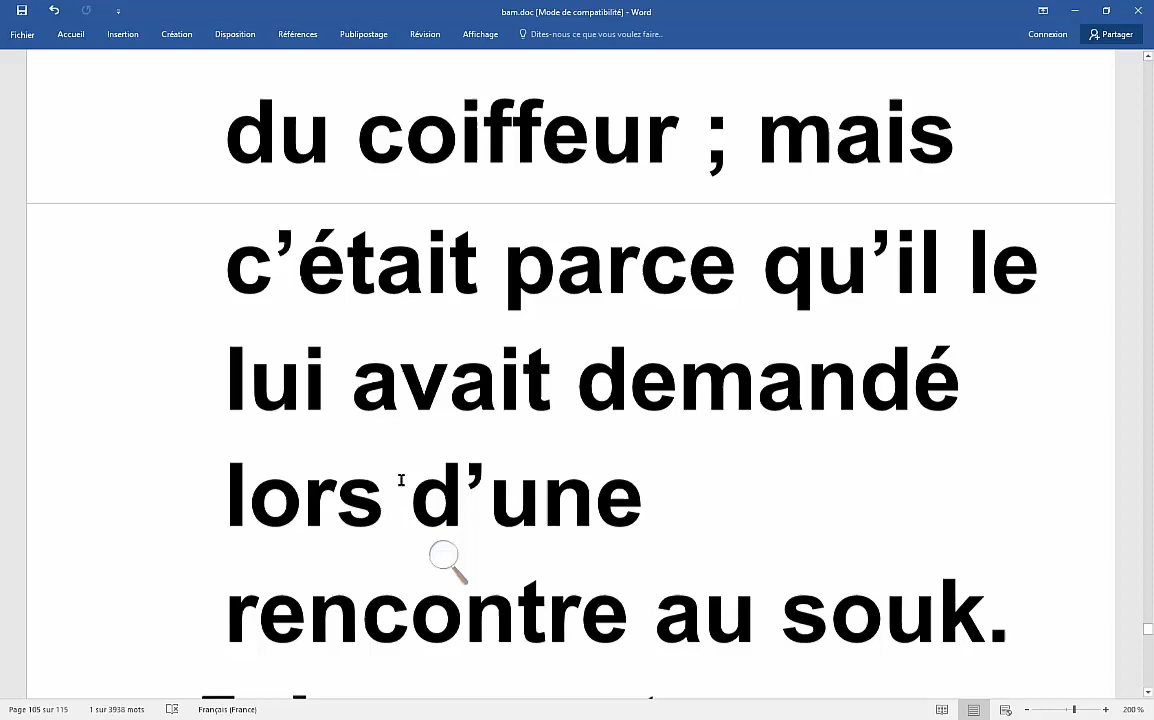 bam.doc [Mode de compatibilité] - Word
Fichier Accueil Insertion Création Disposition Références Publipostage Révision Affichage Dites-nous ce que vous voulez faire.. Connexion Partager
du coiffeur ; mais
c’était parce qu’il le
lui avait demandé
lors d’une
rencontre au souk.
Page 105 sur 115 1 sur 3938 mots Français (France) 200 %